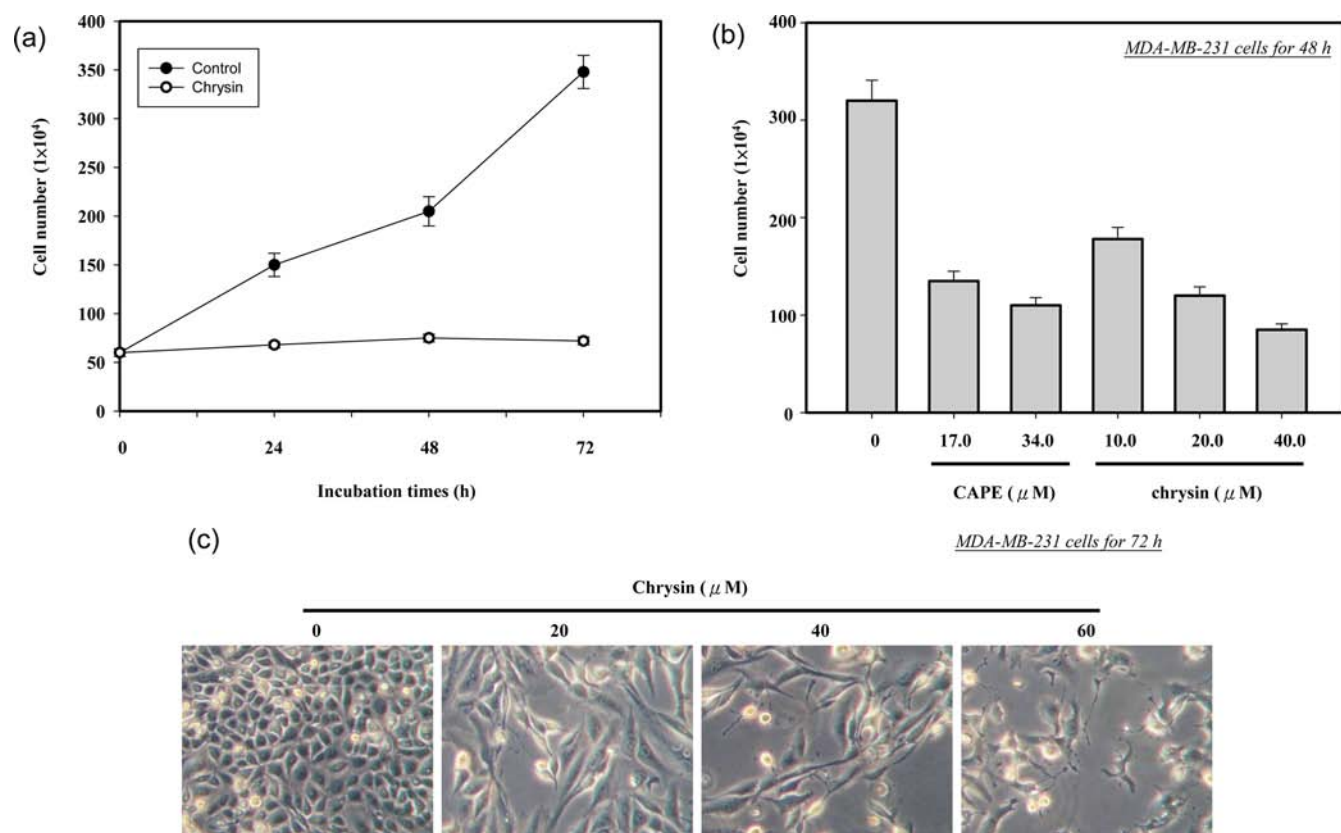 (a)
400
350
300
250
200
150
100
50
0
Cell number (1×10⁴)
Control
Chrysin
0 24 48 72
Incubation times (h)
(b)
MDA-MB-231 cells for 48 h
400
300
200
100
0
Cell number (1×10⁴)
0 17.0 34.0 10.0 20.0 40.0
CAPE (μ M) chrysin (μ M)
(c)
MDA-MB-231 cells for 72 h
Chrysin (μ M)
0 20 40 60